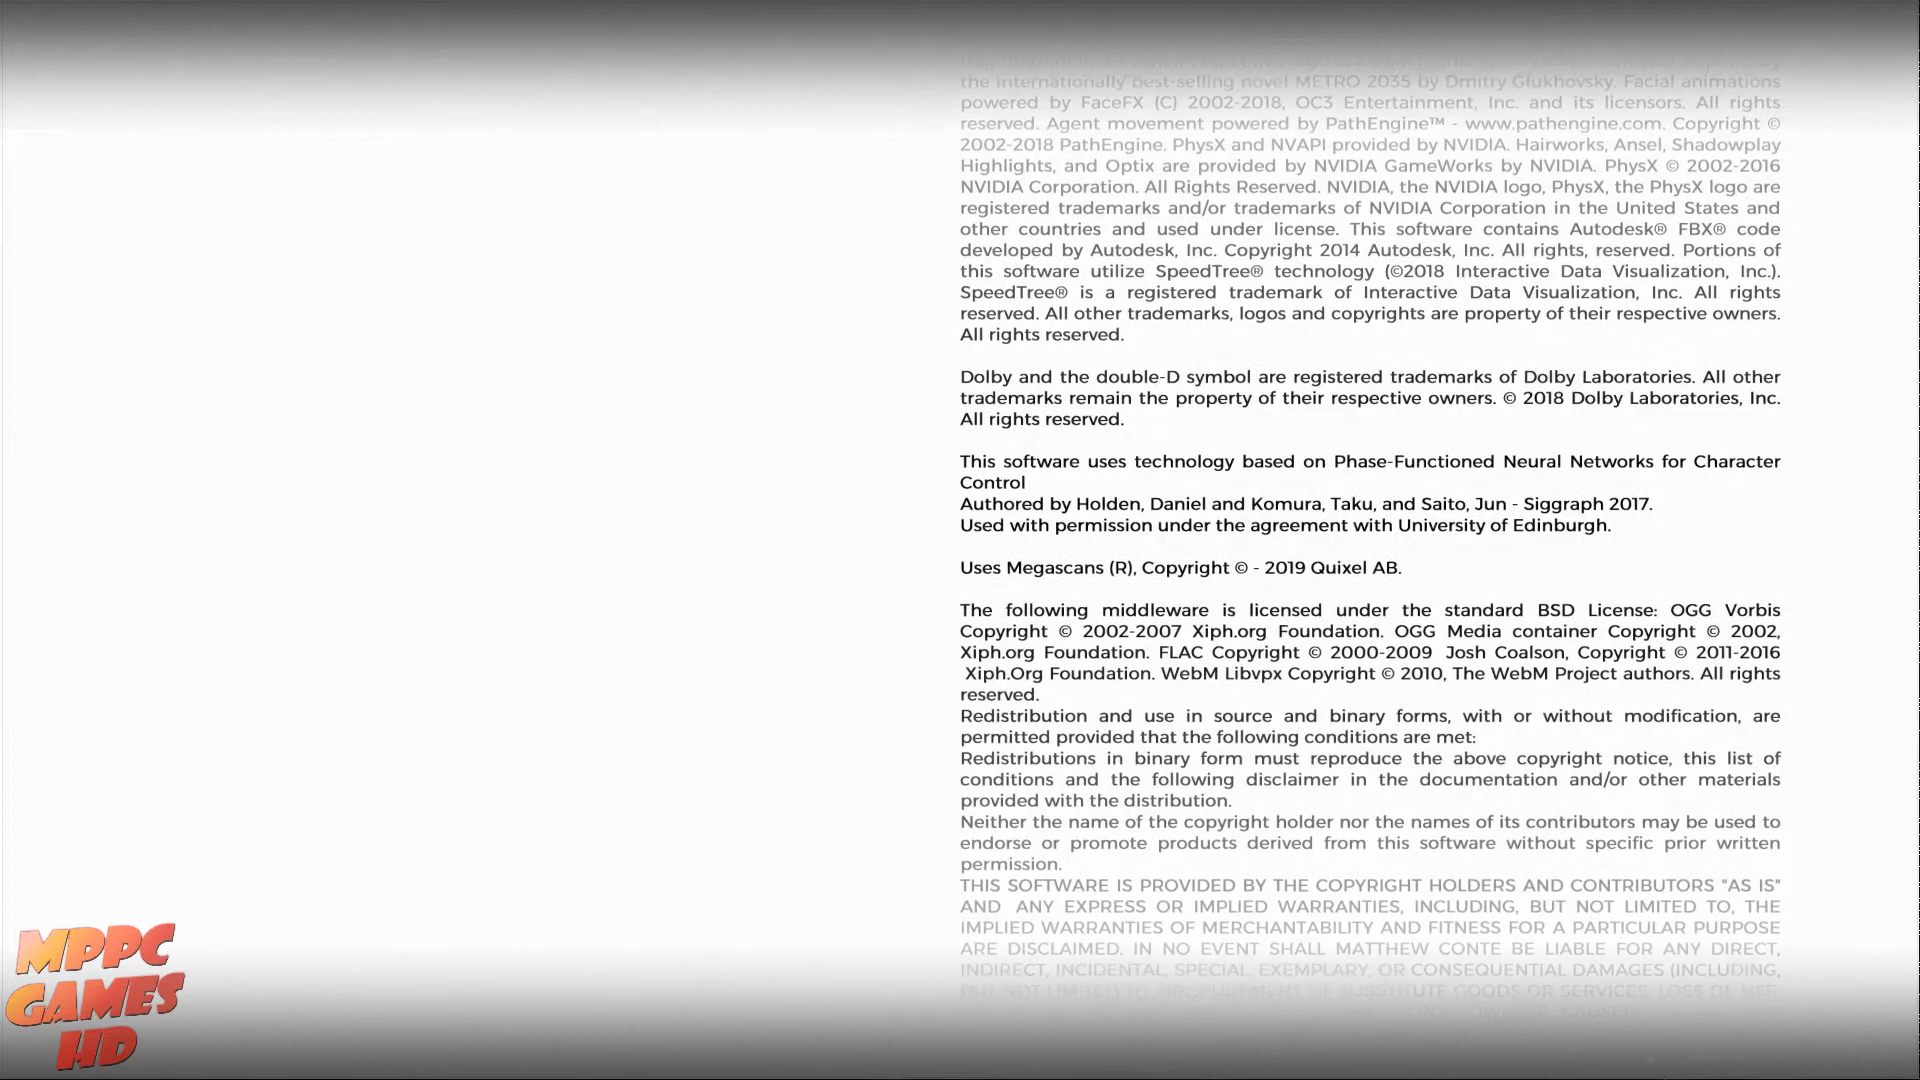 the internationally best-selling novel METRO 2035 by Dmitry Glukhovsky. Facial animations
powered by FaceFX (C) 2002-2018, OC3 Entertainment, Inc. and its licensors. All rights
reserved. Agent movement powered by PathEngine™ - www.pathengine.com. Copyright ©
2002-2018 PathEngine. PhysX and NVAPI provided by NVIDIA. Hairworks, Ansel, Shadowplay
Highlights, and Optix are provided by NVIDIA GameWorks by NVIDIA. PhysX © 2002-2016
NVIDIA Corporation. All Rights Reserved. NVIDIA, the NVIDIA logo, PhysX, the PhysX logo are
registered trademarks and/or trademarks of NVIDIA Corporation in the United States and
other countries and used under license. This software contains Autodesk® FBX® code
developed by Autodesk, Inc. Copyright 2014 Autodesk, Inc. All rights, reserved. Portions of
this software utilize SpeedTree® technology (©2018 Interactive Data Visualization, Inc.).
SpeedTree® is a registered trademark of Interactive Data Visualization, Inc. All rights
reserved. All other trademarks, logos and copyrights are property of their respective owners.
All rights reserved.
Dolby and the double-D symbol are registered trademarks of Dolby Laboratories. All other
trademarks remain the property of their respective owners. © 2018 Dolby Laboratories, Inc.
All rights reserved.
This software uses technology based on Phase-Functioned Neural Networks for Character
Control
Authored by Holden, Daniel and Komura, Taku, and Saito, Jun - Siggraph 2017.
Used with permission under the agreement with University of Edinburgh.
Uses Megascans (R), Copyright © - 2019 Quixel AB.
The following middleware is licensed under the standard BSD License: OGG Vorbis
Copyright © 2002-2007 Xiph.org Foundation. OGG Media container Copyright © 2002,
Xiph.org Foundation. FLAC Copyright © 2000-2009 Josh Coalson, Copyright © 2011-2016
Xiph.Org Foundation. WebM Libvpx Copyright © 2010, The WebM Project authors. All rights
reserved.
Redistribution and use in source and binary forms, with or without modification, are
permitted provided that the following conditions are met:
Redistributions in binary form must reproduce the above copyright notice, this list of
conditions and the following disclaimer in the documentation and/or other materials
provided with the distribution.
Neither the name of the copyright holder nor the names of its contributors may be used to
endorse or promote products derived from this software without specific prior written
permission.
THIS SOFTWARE IS PROVIDED BY THE COPYRIGHT HOLDERS AND CONTRIBUTORS "AS IS"
AND ANY EXPRESS OR IMPLIED WARRANTIES, INCLUDING, BUT NOT LIMITED TO, THE
IMPLIED WARRANTIES OF MERCHANTABILITY AND FITNESS FOR A PARTICULAR PURPOSE
ARE DISCLAIMED. IN NO EVENT SHALL MATTHEW CONTE BE LIABLE FOR ANY DIRECT,
INDIRECT, INCIDENTAL, SPECIAL, EXEMPLARY, OR CONSEQUENTIAL DAMAGES (INCLUDING,
BUT NOT LIMITED TO, PROCUREMENT OF SUBSTITUTE GOODS OR SERVICES; LOSS OF
MPPC
GAMES
HD